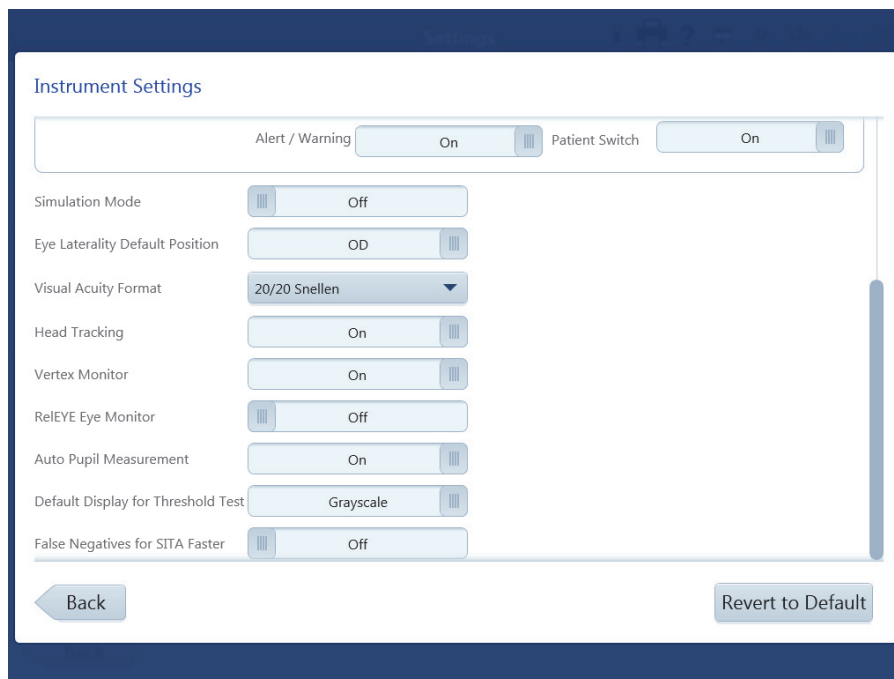 Settings
?
Instrument Settings
Alert / Warning On Patient Switch On
Simulation Mode Off
Eye Laterality Default Position OD
Visual Acuity Format 20/20 Snellen
Head Tracking On
Vertex Monitor On
RelEYE Eye Monitor Off
Auto Pupil Measurement On
Default Display for Threshold Test Grayscale
False Negatives for SITA Faster Off
Back Revert to Default
Back